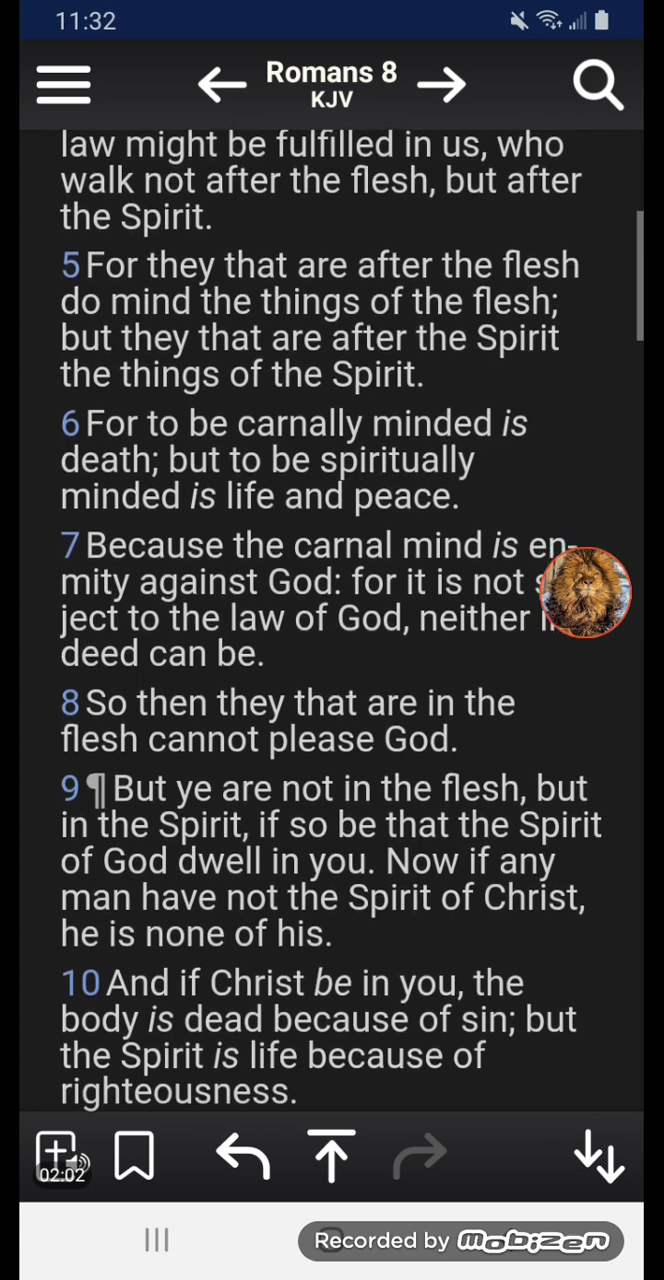 11:32
Romans 8
KJV
law might be fulfilled in us, who
walk not after the flesh, but after
the Spirit.
5 For they that are after the flesh
do mind the things of the flesh;
but they that are after the Spirit
the things of the Spirit.
6 For to be carnally minded is
death; but to be spiritually
minded is life and peace.
7 Because the carnal mind is en-
mity against God: for it is not
ject to the law of God, neither
deed can be.
8 So then they that are in the
flesh cannot please God.
9 ¶ But ye are not in the flesh, but
in the Spirit, if so be that the Spirit
of God dwell in you. Now if any
man have not the Spirit of Christ,
he is none of his.
10 And if Christ be in you, the
body is dead because of sin; but
the Spirit is life because of
righteousness.
02:02
Recorded by mobizen